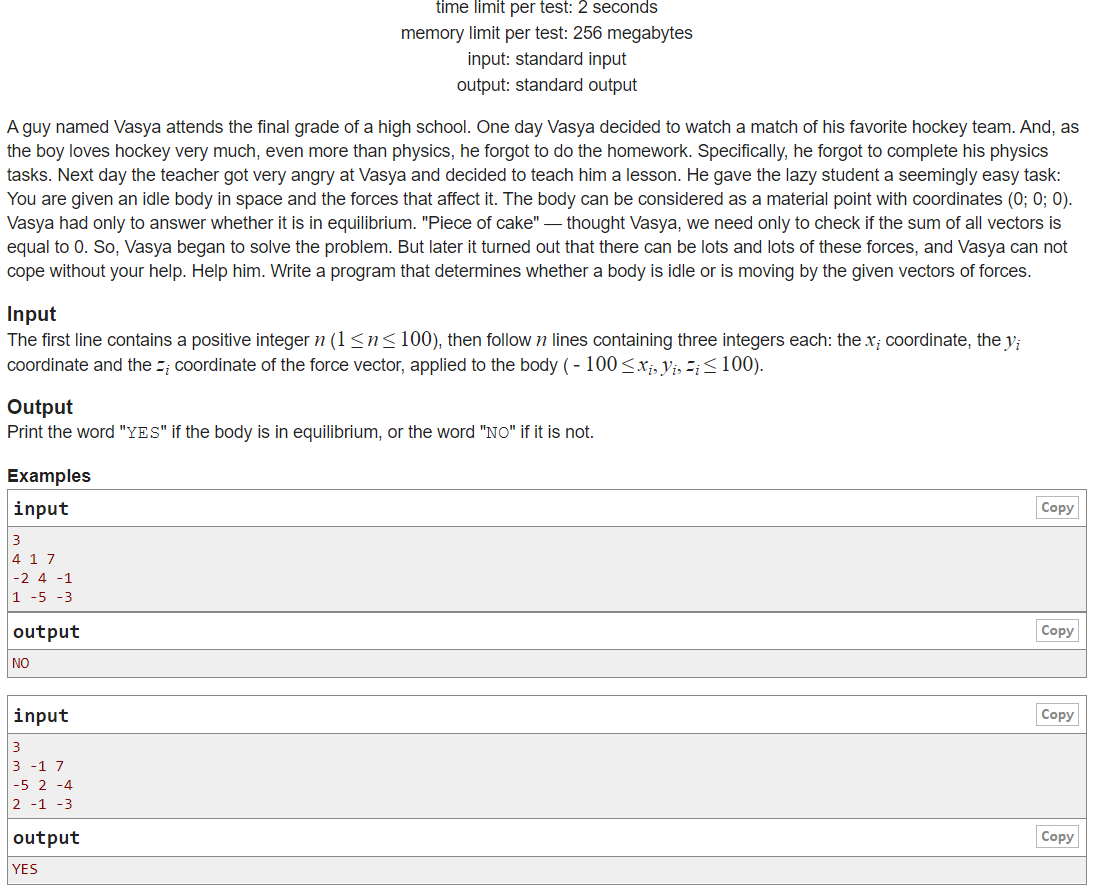 time limit per test: 2 seconds
memory limit per test: 256 megabytes
input: standard input
output: standard output
A guy named Vasya attends the final grade of a high school. One day Vasya decided to watch a match of his favorite hockey team. And, as
the boy loves hockey very much, even more than physics, he forgot to do the homework. Specifically, he forgot to complete his physics
tasks. Next day the teacher got very angry at Vasya and decided to teach him a lesson. He gave the lazy student a seemingly easy task:
You are given an idle body in space and the forces that affect it. The body can be considered as a material point with coordinates (0; 0; 0).
Vasya had only to answer whether it is in equilibrium. "Piece of cake" — thought Vasya, we need only to check if the sum of all vectors is
equal to 0. So, Vasya began to solve the problem. But later it turned out that there can be lots and lots of these forces, and Vasya can not
cope without your help. Help him. Write a program that determines whether a body is idle or is moving by the given vectors of forces.
Input
The first line contains a positive integer n (1 ≤ n ≤ 100), then follow n lines containing three integers each: the xᵢ coordinate, the yᵢ
coordinate and the zᵢ coordinate of the force vector, applied to the body ( - 100 ≤ xᵢ, yᵢ, zᵢ ≤ 100).
Output
Print the word "YES" if the body is in equilibrium, or the word "NO" if it is not.
Examples
input Copy
3
4 1 7
-2 4 -1
1 -5 -3
output Copy
NO
input Copy
3
3 -1 7
-5 2 -4
2 -1 -3
output Copy
YES